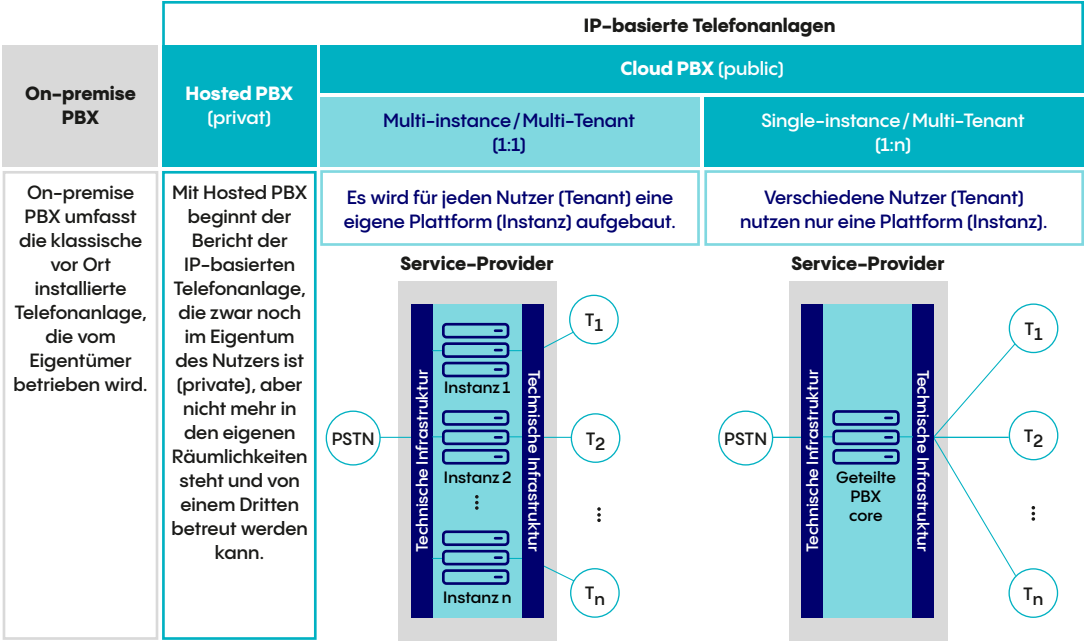 IP-basierte Telefonanlagen
On-premise
PBX
Hosted PBX
(privat)
Cloud PBX (public)
Multi-instance/Multi-Tenant
(1:1)
Single-instance/Multi-Tenant
(1:n)
On-premise
PBX umfasst
die klassische
vor Ort
installierte
Telefonanlage,
die vom
Eigentümer
betrieben wird.
Mit Hosted PBX
beginnt der
Bericht der
IP-basierten
Telefonanlage,
die zwar noch
im Eigentum
des Nutzers ist
(private), aber
nicht mehr in
den eigenen
Räumlichkeiten
steht und von
einem Dritten
betreut werden
kann.
Es wird für jeden Nutzer (Tenant) eine
eigene Plattform (Instanz) aufgebaut.
Service-Provider
PSTN
Technische Infrastruktur
Instanz 1
Instanz 2
⋮
Instanz n
Technische Infrastruktur
T1
T2
⋮
Tn
Verschiedene Nutzer (Tenant)
nutzen nur eine Plattform (Instanz).
Service-Provider
PSTN
Technische Infrastruktur
Geteilte
PBX
core
Technische Infrastruktur
T1
T2
⋮
Tn